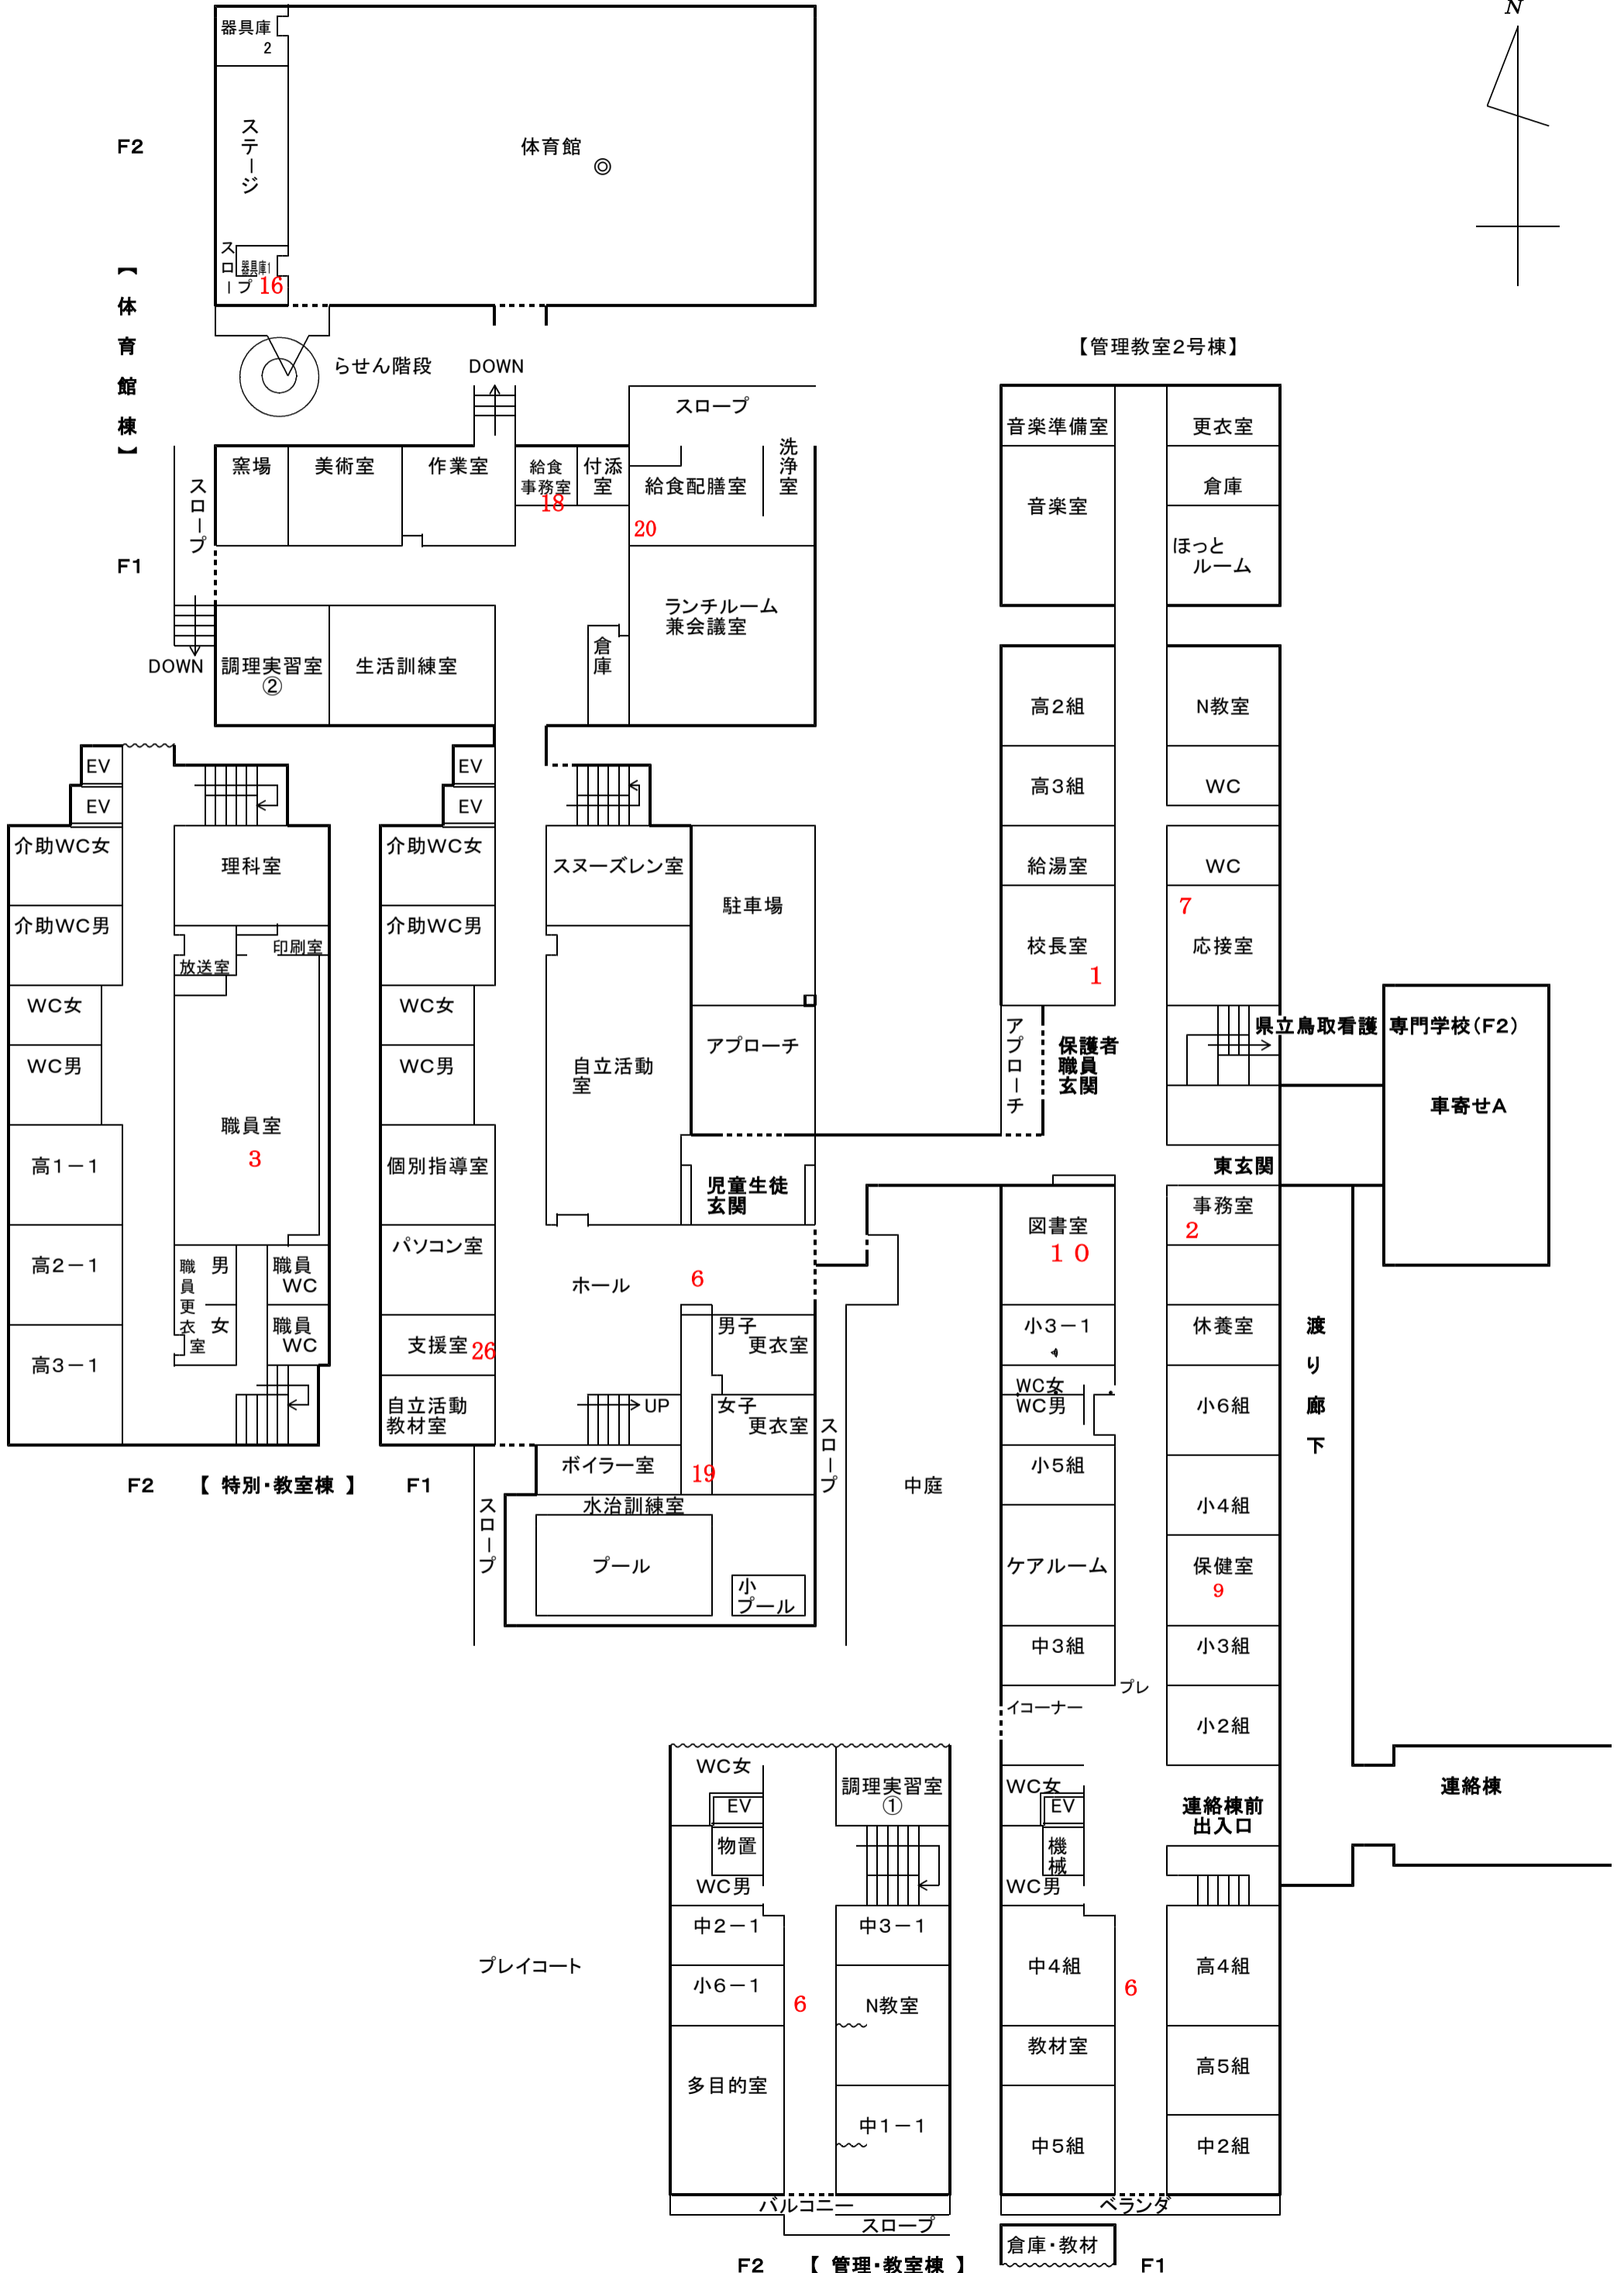 N
器具庫
2
ステージ
体育館
◎
F2
スロープ
器具庫1
16
【体育館棟】
らせん階段
DOWN
【管理教室2号棟】
スロープ
窯場
美術室
作業室
給食
事務室
18
付添
室
給食配膳室
20
洗浄室
スロープ
F1
音楽準備室
更衣室
音楽室
倉庫
ほっと
ルーム
ランチルーム
兼会議室
倉庫
DOWN
調理実習室
②
生活訓練室
高2組
N教室
高3組
WC
給湯室
WC
校長室
1
7
応接室
EV
EV
介助WC女
介助WC男
理科室
放送室
印刷室
WC女
WC男
職員室
3
高1-1
高2-1
高3-1
職員更衣室
男
女
職員
WC
職員
WC
EV
EV
介助WC女
介助WC男
WC女
WC男
個別指導室
パソコン室
支援室
26
自立活動
教材室
スヌーズレン室
駐車場
自立活動
室
アプローチ
児童生徒
玄関
ホール
6
男子
更衣室
女子
更衣室
UP
ボイラー室
19
水治訓練室
プール
小
プール
スロープ
スロープ
中庭
F2
【 特別・教室棟 】
F1
アプローチ
保護者
職員
玄関
県立鳥取看護専門学校(F2)
車寄せA
東玄関
図書室
10
事務室
2
小3-1
休養室
WC女
WC男
小6組
小5組
小4組
ケアルーム
保健室
9
中3組
小3組
プレ
イコーナー
小2組
渡り廊下
WC女
EV
機械
WC男
連絡棟前
出入口
連絡棟
中4組
6
高4組
教材室
高5組
中5組
中2組
ベランダ
倉庫・教材
WC女
EV
物置
WC男
調理実習室
①
中2-1
中3-1
小6-1
6
N教室
多目的室
中1-1
バルコニー
スロープ
プレイコート
F2
【 管理・教室棟 】
F1